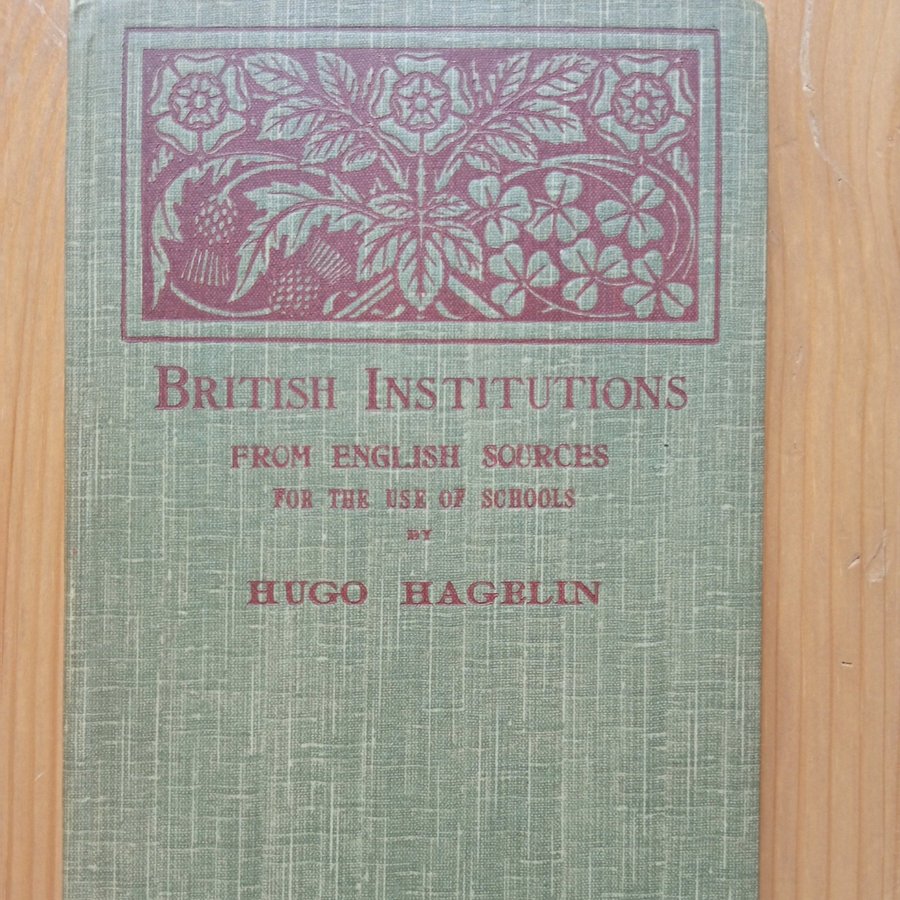 BRITISH INSTITUTIONS
FROM ENGLISH SOURCES
FOR THE USE OF SCHOOLS
BY
HUGO HAGELIN